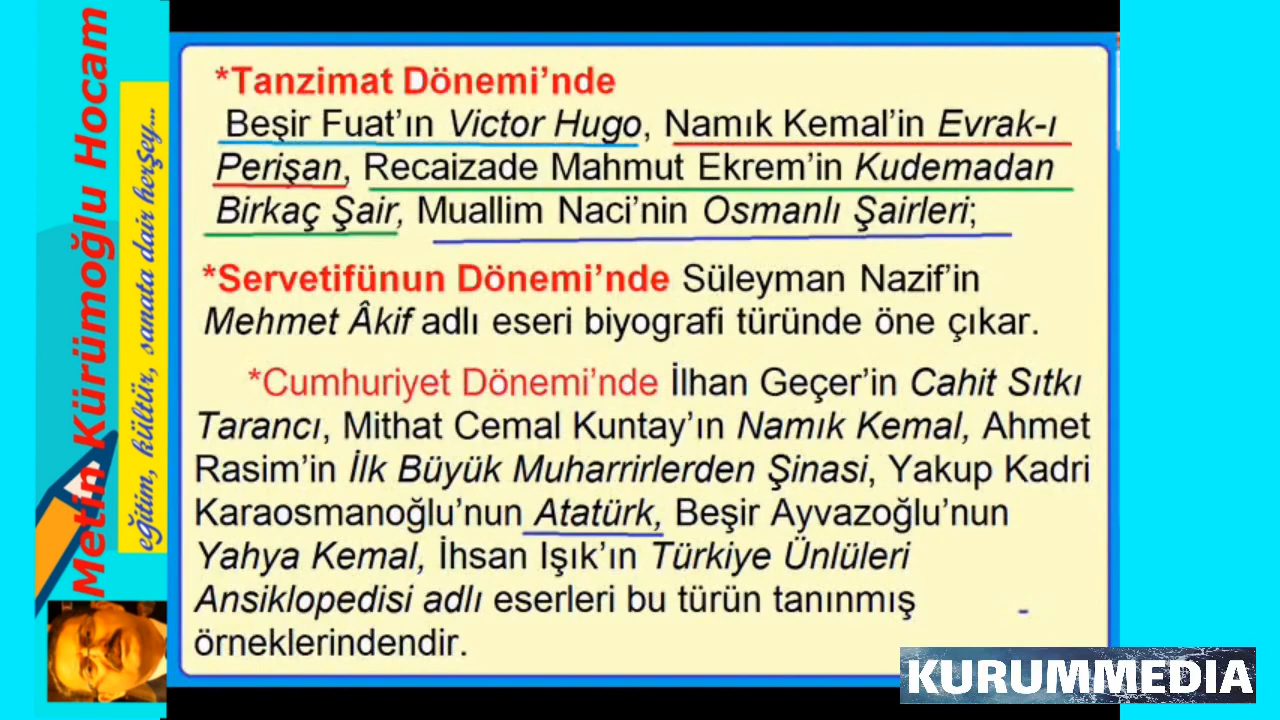 Metin Kürümoğlu Hocam
eğitim, kültür, sanata dair herşey...
*Tanzimat Dönemi’nde
Beşir Fuat’ın Victor Hugo, Namık Kemal’in Evrak-ı
Perişan, Recaizade Mahmut Ekrem’in Kudemadan
Birkaç Şair, Muallim Naci’nin Osmanlı Şairleri;
*Servetifünun Dönemi’nde Süleyman Nazif’in
Mehmet Âkif adlı eseri biyografi türünde öne çıkar.
*Cumhuriyet Dönemi’nde İlhan Geçer’in Cahit Sıtkı
Tarancı, Mithat Cemal Kuntay’ın Namık Kemal, Ahmet
Rasim’in İlk Büyük Muharrirlerden Şinasi, Yakup Kadri
Karaosmanoğlu’nun Atatürk, Beşir Ayvazoğlu’nun
Yahya Kemal, İhsan Işık’ın Türkiye Ünlüleri
Ansiklopedisi adlı eserleri bu türün tanınmış
örneklerindendir.
KURUMMEDIA